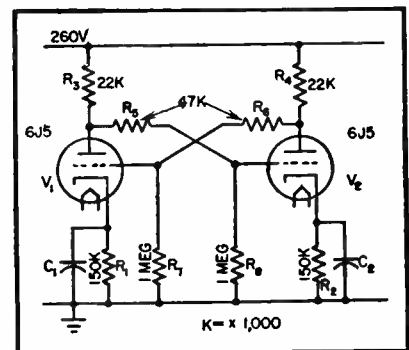 260V
R3 22K
R4 22K
R5 47K R6
6J5 6J5
V1 V2
C1 150K R1 1 MEG R7 1 MEG R8 150K R2 C2
K= x 1,000